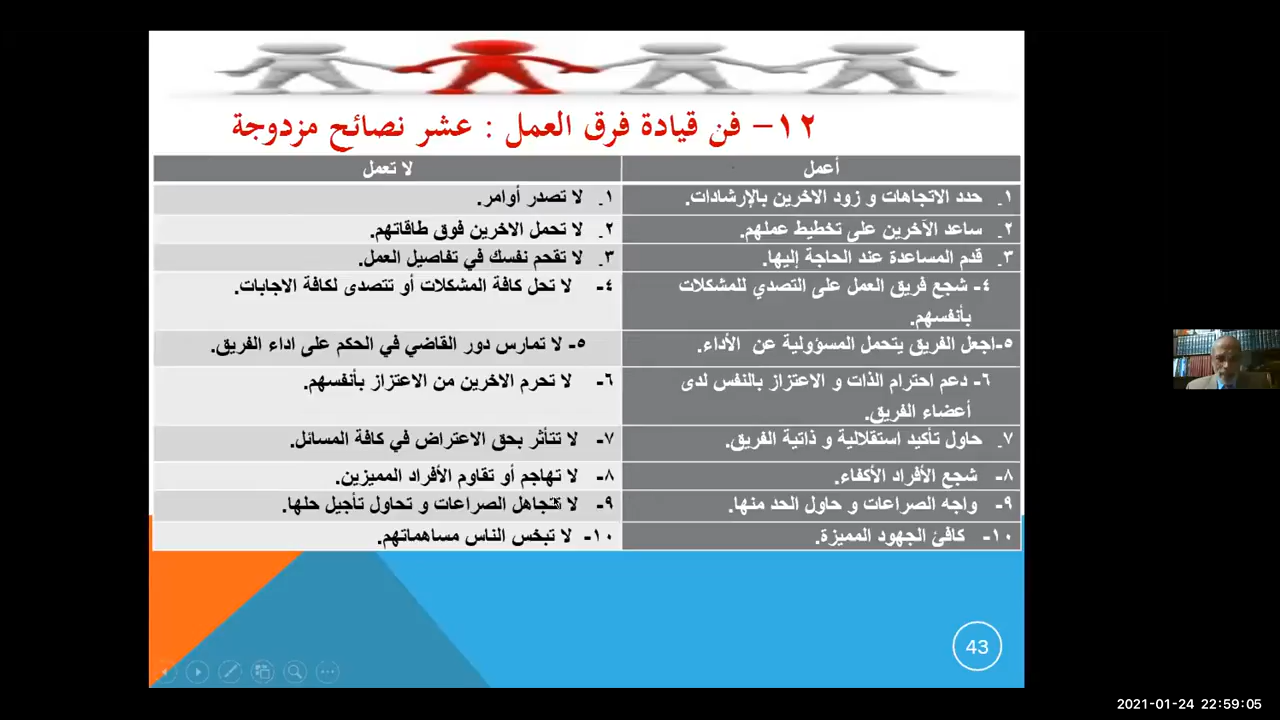 ١٢- فن قيادة فرق العمل : عشر نصائح مزدوجة
أعمل
لا تعمل
١. حدد الاتجاهات و زود الاخرين بالإرشادات.
١. لا تصدر أوامر.
٢. ساعد الآخرين على تخطيط عملهم.
٢. لا تحمل الاخرين فوق طاقاتهم.
٣. قدم المساعدة عند الحاجة إليها.
٣. لا تقحم نفسك في تفاصيل العمل.
٤- شجع فريق العمل على التصدي للمشكلات
بأنفسهم.
٤- لا تحل كافة المشكلات أو تتصدى لكافة الاجابات.
٥-اجعل الفريق يتحمل المسؤولية عن الأداء.
٥- لا تمارس دور القاضي في الحكم على اداء الفريق.
٦- دعم احترام الذات و الاعتزاز بالنفس لدى
أعضاء الفريق.
٦- لا تحرم الاخرين من الاعتزاز بأنفسهم.
٧. حاول تأكيد استقلالية و ذاتية الفريق.
٧- لا تتأثر بحق الاعتراض في كافة المسائل.
٨- شجع الأفراد الأكفاء.
٨- لا تهاجم أو تقاوم الأفراد المميزين.
٩- واجه الصراعات و حاول الحد منها.
٩- لا تتجاهل الصراعات و تحاول تأجيل حلها.
١٠- كافئ الجهود المميزة.
١٠- لا تبخس الناس مساهماتهم.
43
2021-01-24 22:59:05